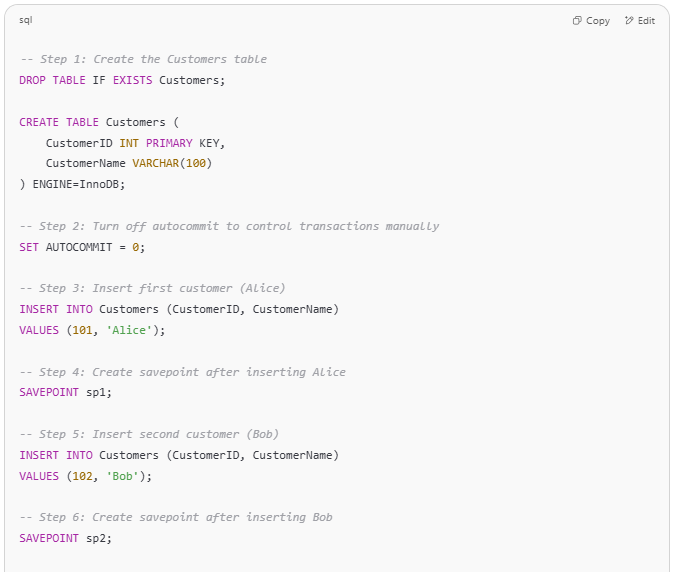 sql
Copy
Edit
-- Step 1: Create the Customers table
DROP TABLE IF EXISTS Customers;
CREATE TABLE Customers (
    CustomerID INT PRIMARY KEY,
    CustomerName VARCHAR(100)
) ENGINE=InnoDB;
-- Step 2: Turn off autocommit to control transactions manually
SET AUTOCOMMIT = 0;
-- Step 3: Insert first customer (Alice)
INSERT INTO Customers (CustomerID, CustomerName)
VALUES (101, 'Alice');
-- Step 4: Create savepoint after inserting Alice
SAVEPOINT sp1;
-- Step 5: Insert second customer (Bob)
INSERT INTO Customers (CustomerID, CustomerName)
VALUES (102, 'Bob');
-- Step 6: Create savepoint after inserting Bob
SAVEPOINT sp2;